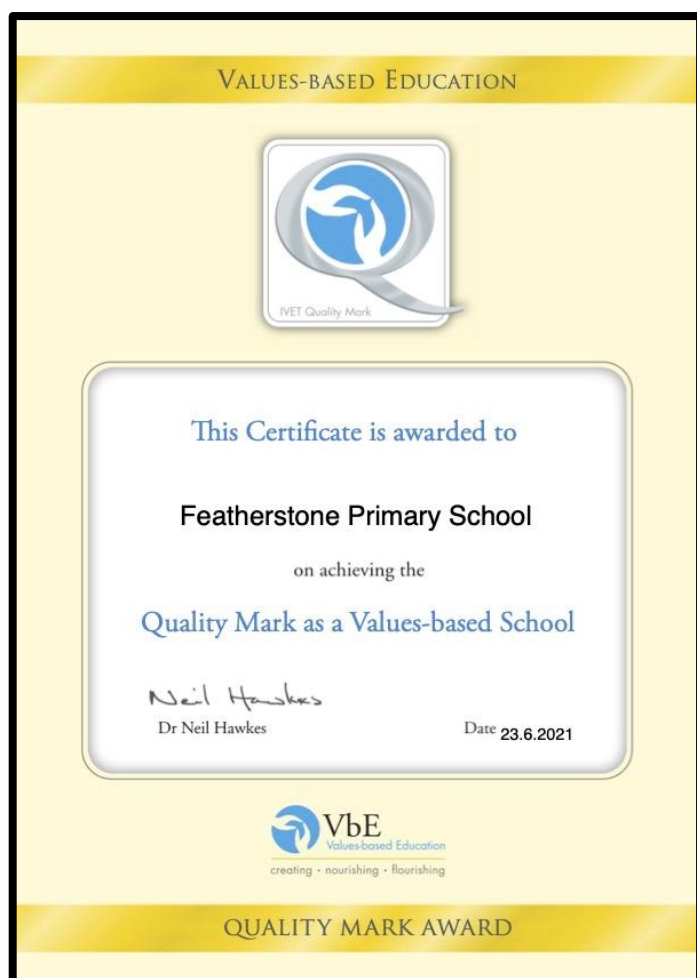 VALUES-BASED EDUCATION
IVET Quality Mark
This Certificate is awarded to
Featherstone Primary School
on achieving the
Quality Mark as a Values-based School
Neil Hawkes
Dr Neil Hawkes
Date 23.6.2021
VbE
Values-based Education
creating • nourishing • flourishing
QUALITY MARK AWARD